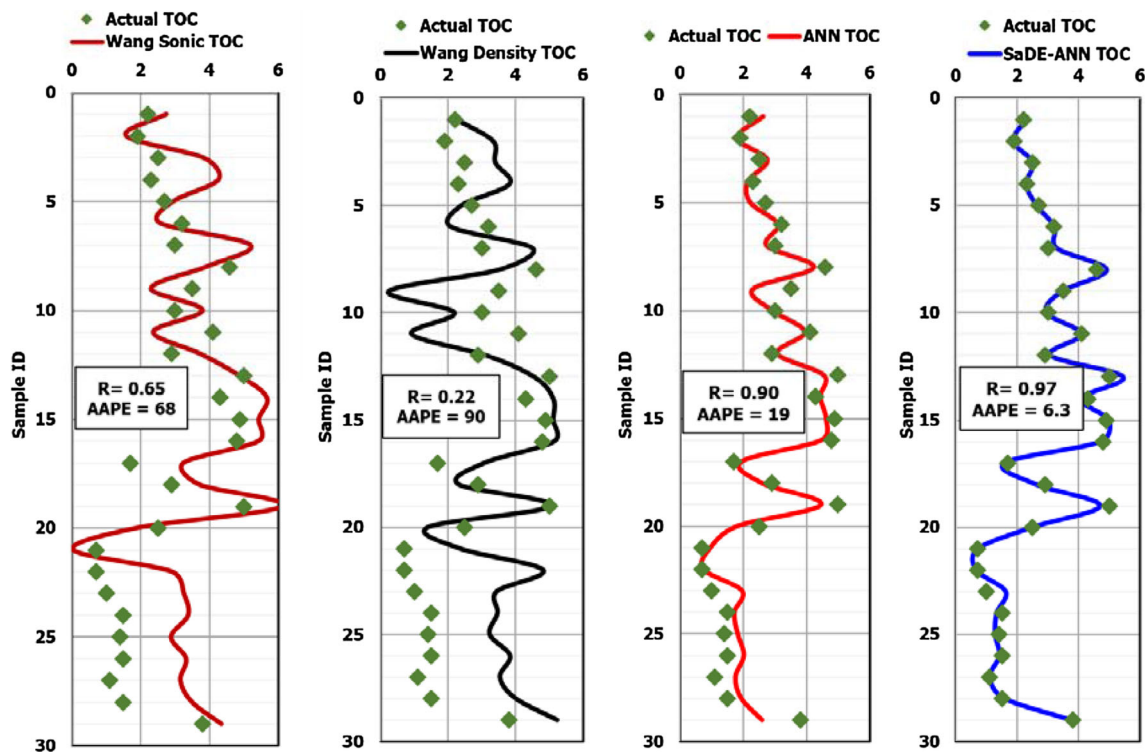 Actual TOC
Wang Sonic TOC
0 2 4 6
0
5
10
15
20
25
30
Sample ID
R= 0.65
AAPE = 68
Actual TOC
Wang Density TOC
0 2 4 6
0
5
10
15
20
25
30
Sample ID
R= 0.22
AAPE = 90
Actual TOC ANN TOC
0 2 4 6
0
5
10
15
20
25
30
Sample ID
R= 0.90
AAPE = 19
Actual TOC
SaDE-ANN TOC
0 2 4 6
0
5
10
15
20
25
30
Sample ID
R = 0.97
AAPE = 6.3